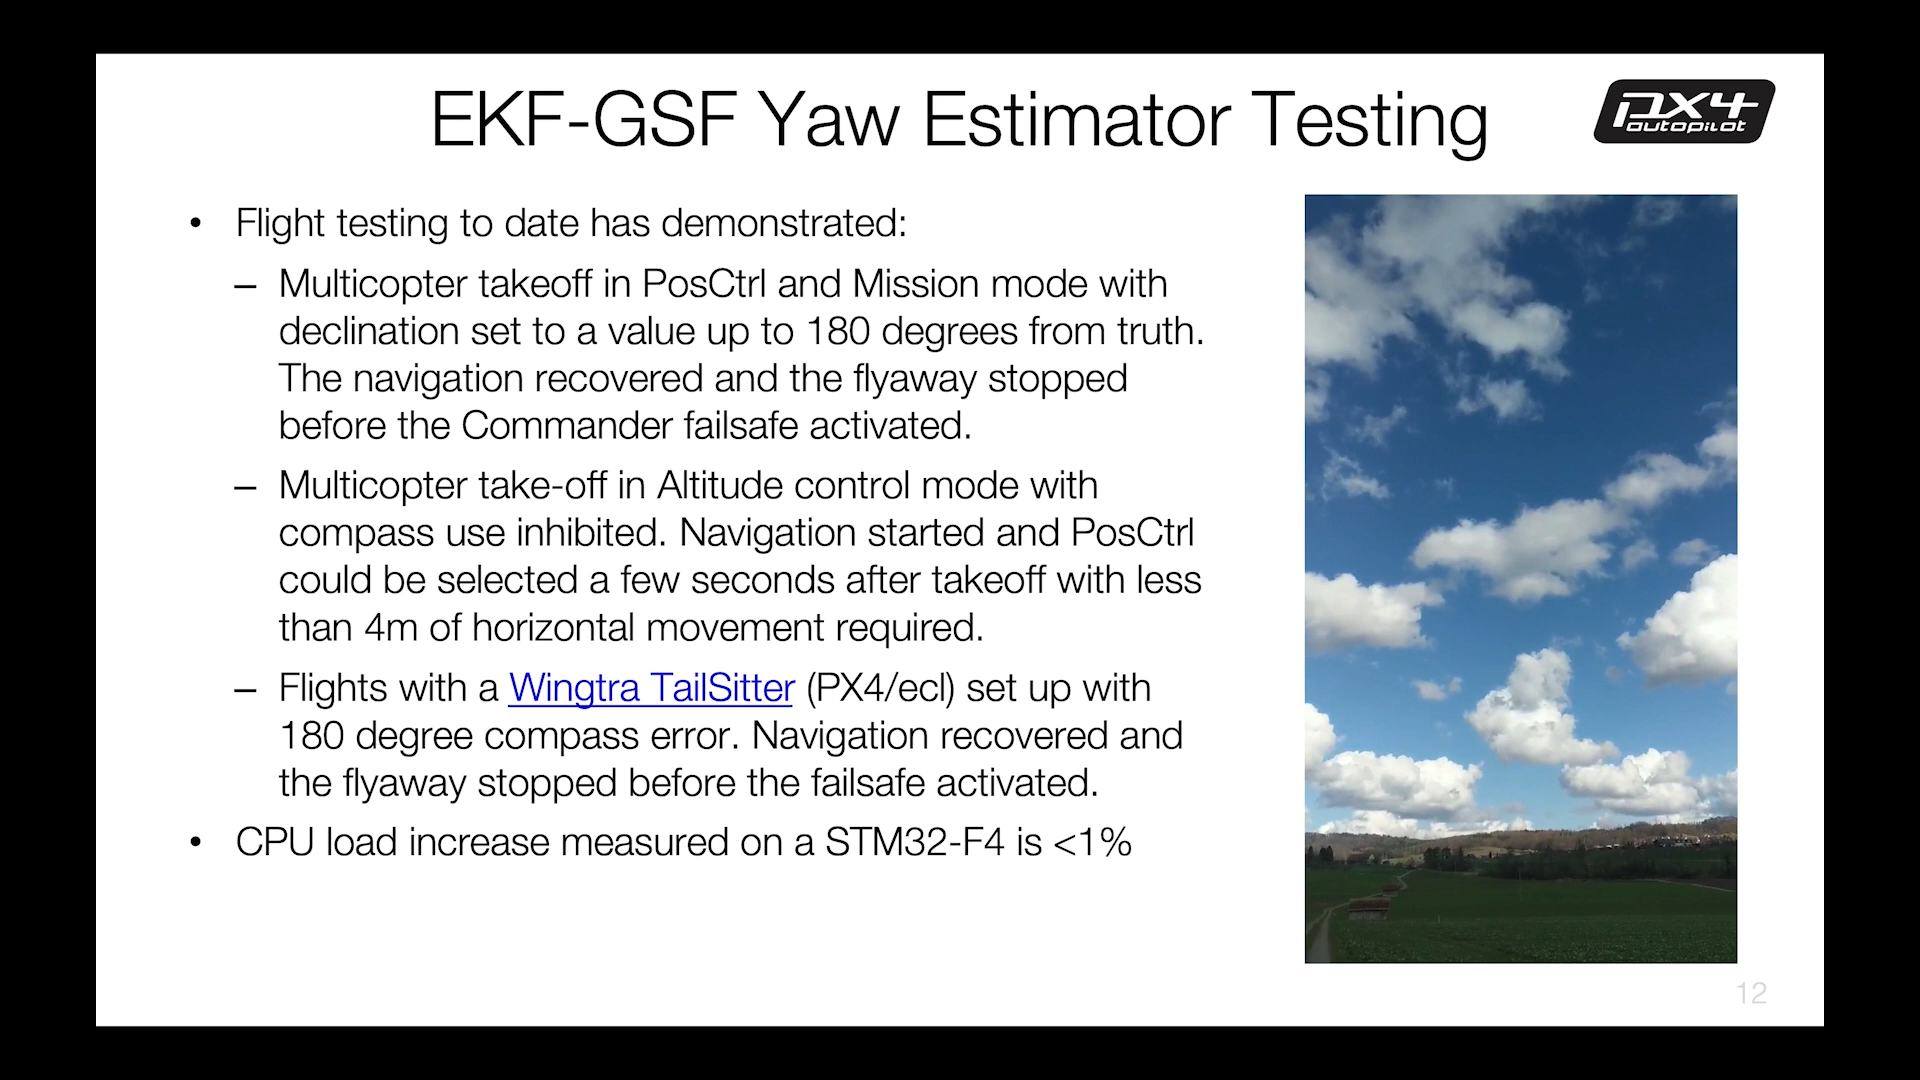 EKF-GSF Yaw Estimator Testing
px4
autopilot
• Flight testing to date has demonstrated:
– Multicopter takeoff in PosCtrl and Mission mode with
declination set to a value up to 180 degrees from truth.
The navigation recovered and the flyaway stopped
before the Commander failsafe activated.
– Multicopter take-off in Altitude control mode with
compass use inhibited. Navigation started and PosCtrl
could be selected a few seconds after takeoff with less
than 4m of horizontal movement required.
– Flights with a Wingtra TailSitter (PX4/ecl) set up with
180 degree compass error. Navigation recovered and
the flyaway stopped before the failsafe activated.
• CPU load increase measured on a STM32-F4 is <1%
12